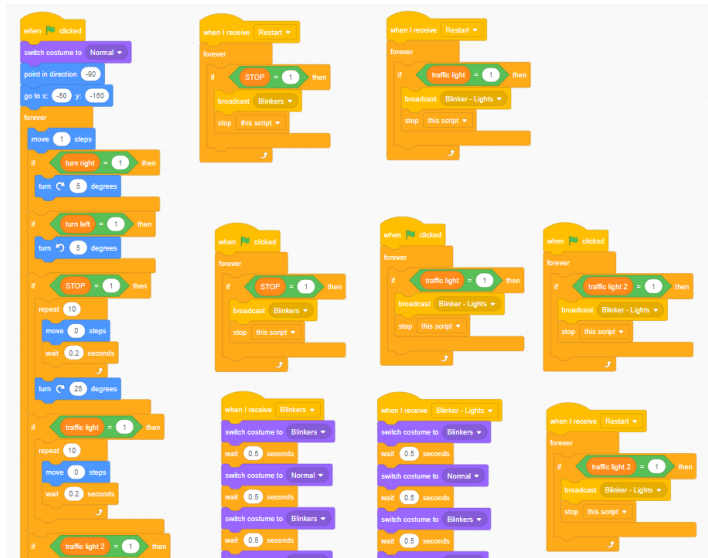 when clicked
switch costume to Normal
point in direction -90
go to x: -50 y: -160
forever
move 1 steps
if turn right = 1 then
turn 5 degrees
if turn left = 1 then
turn 5 degrees
if STOP = 1 then
repeat 10
move 0 steps
wait 0.2 seconds
turn 25 degrees
if traffic light = 1 then
repeat 10
move 0 steps
wait 0.2 seconds
if traffic light 2 = 1 then
when I receive Restart
forever
if STOP = 1 then
broadcast Blinkers
stop this script
when I receive Restart
forever
if traffic light = 1 then
broadcast Blinker - Lights
stop this script
when clicked
forever
if STOP = 1 then
broadcast Blinkers
stop this script
when clicked
forever
if traffic light = 1 then
broadcast Blinker - Lights
stop this script
when clicked
forever
if traffic light 2 = 1 then
broadcast Blinker - Lights
stop this script
when I receive Blinkers
switch costume to Blinkers
wait 0.5 seconds
switch costume to Normal
wait 0.5 seconds
switch costume to Blinkers
wait 0.5 seconds
when I receive Blinker - Lights
switch costume to Blinkers
wait 0.5 seconds
switch costume to Normal
wait 0.5 seconds
switch costume to Blinkers
wait 0.5 seconds
when I receive Restart
forever
if traffic light 2 = 1 then
broadcast Blinker - Lights
stop this script